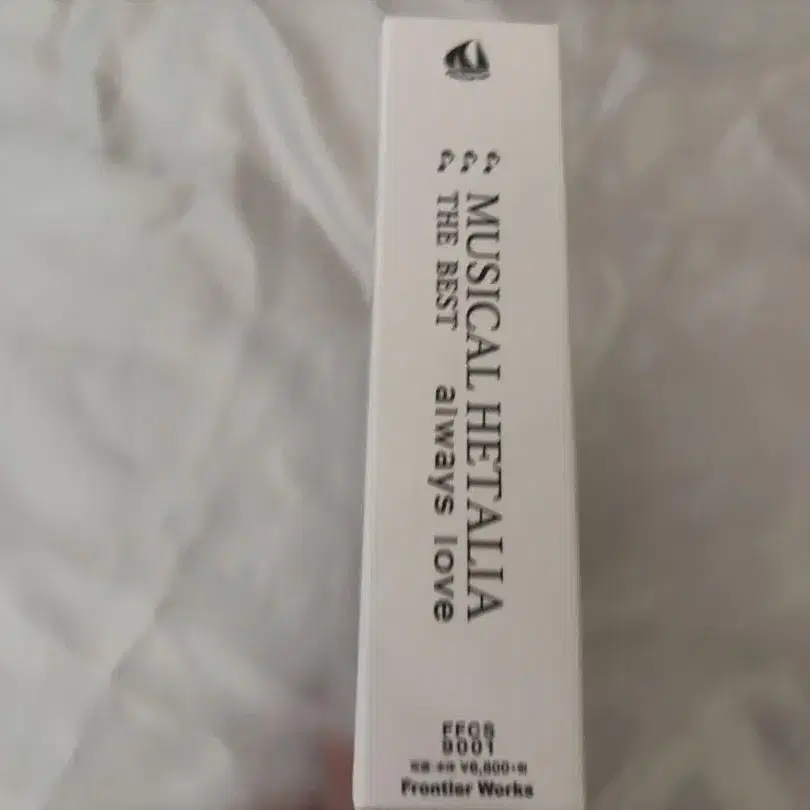 MUSICAL HETALIA
THE BEST always love
FFCS
9001
Frontier Works